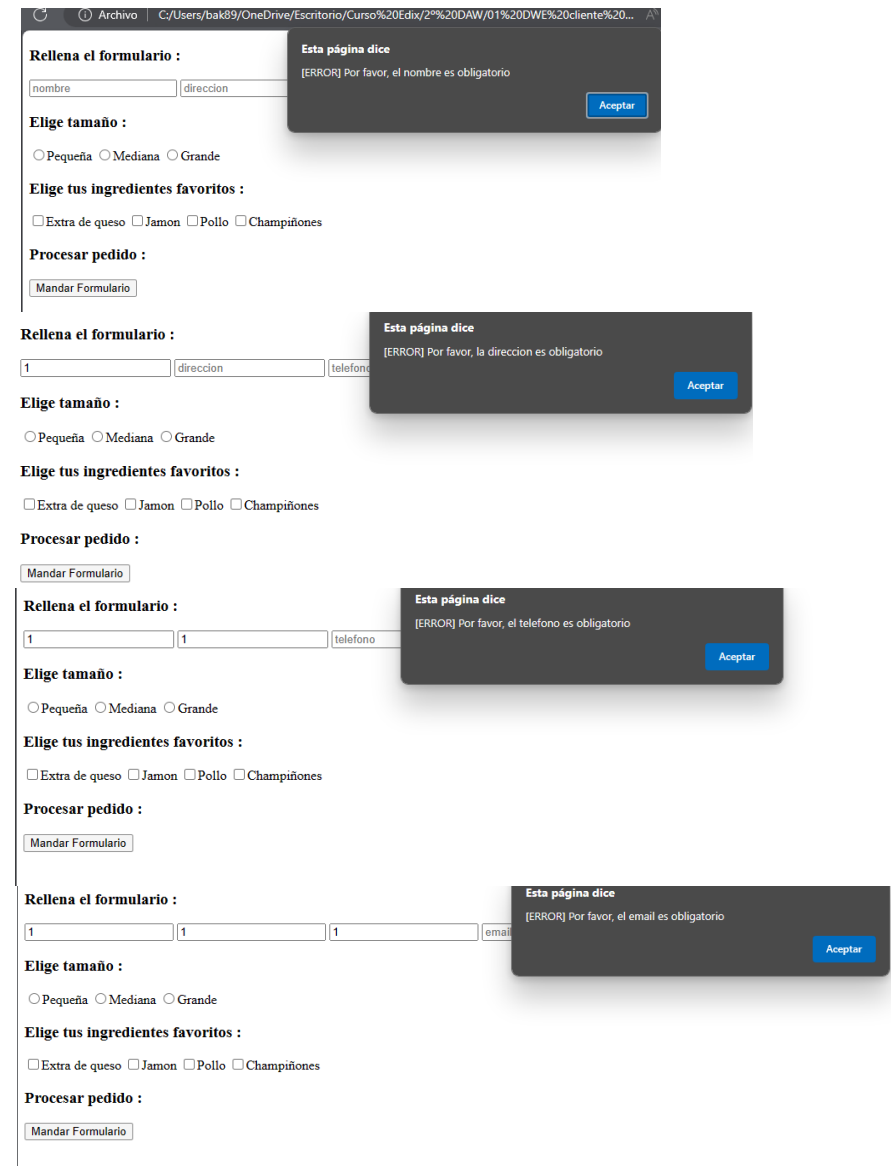 Archivo C:/Users/bak89/OneDrive/Escritorio/Curso%20Edix/2º%20DAW/01%20DWE%20cliente%20...
Rellena el formulario :
Esta página dice
[ERROR] Por favor, el nombre es obligatorio
nombre direccion
Aceptar
Elige tamaño :
Pequeña Mediana Grande
Elige tus ingredientes favoritos :
Extra de queso Jamon Pollo Champiñones
Procesar pedido :
Mandar Formulario
Esta página dice
Rellena el formulario :
[ERROR] Por favor, la direccion es obligatorio
1 direccion telefono
Aceptar
Elige tamaño :
Pequeña Mediana Grande
Elige tus ingredientes favoritos :
Extra de queso Jamon Pollo Champiñones
Procesar pedido :
Mandar Formulario
Esta página dice
Rellena el formulario :
[ERROR] Por favor, el telefono es obligatorio
1 1 telefono
Aceptar
Elige tamaño :
Pequeña Mediana Grande
Elige tus ingredientes favoritos :
Extra de queso Jamon Pollo Champiñones
Procesar pedido :
Mandar Formulario
Esta página dice
Rellena el formulario :
[ERROR] Por favor, el email es obligatorio
1 1 1 email
Aceptar
Elige tamaño :
Pequeña Mediana Grande
Elige tus ingredientes favoritos :
Extra de queso Jamon Pollo Champiñones
Procesar pedido :
Mandar Formulario